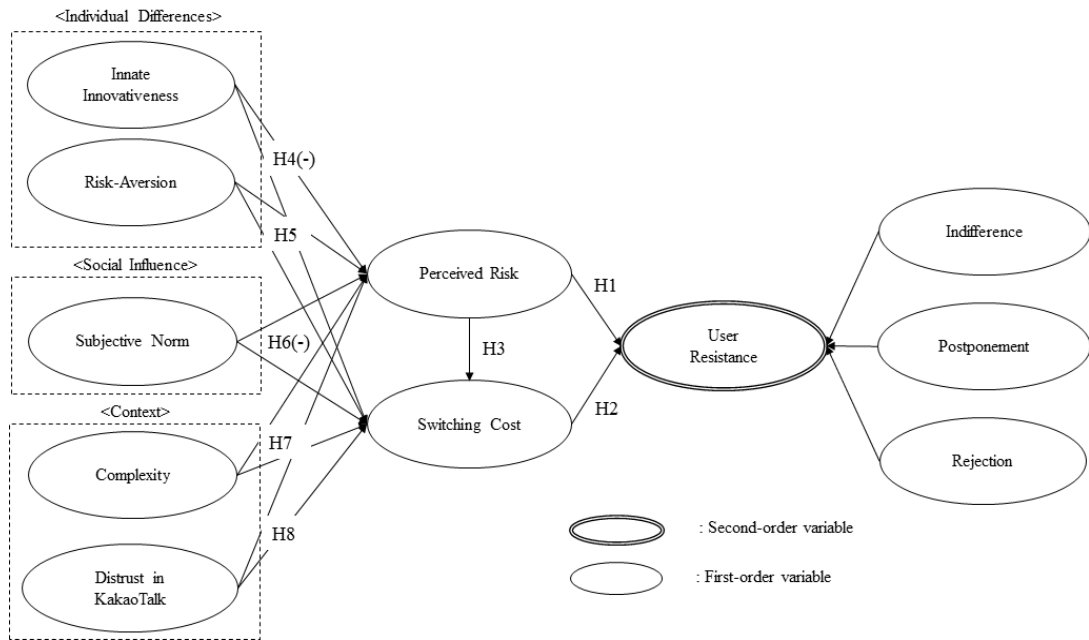 <Individual Differences>
Innate
Innovativeness
Risk-Aversion
<Social Influence>
Subjective Norm
<Context>
Complexity
Distrust in
KakaoTalk
H4(-)
H5
H6(-)
H7
H8
Perceived Risk
H3
Switching Cost
H1
H2
User
Resistance
Indifference
Postponement
Rejection
: Second-order variable
: First-order variable